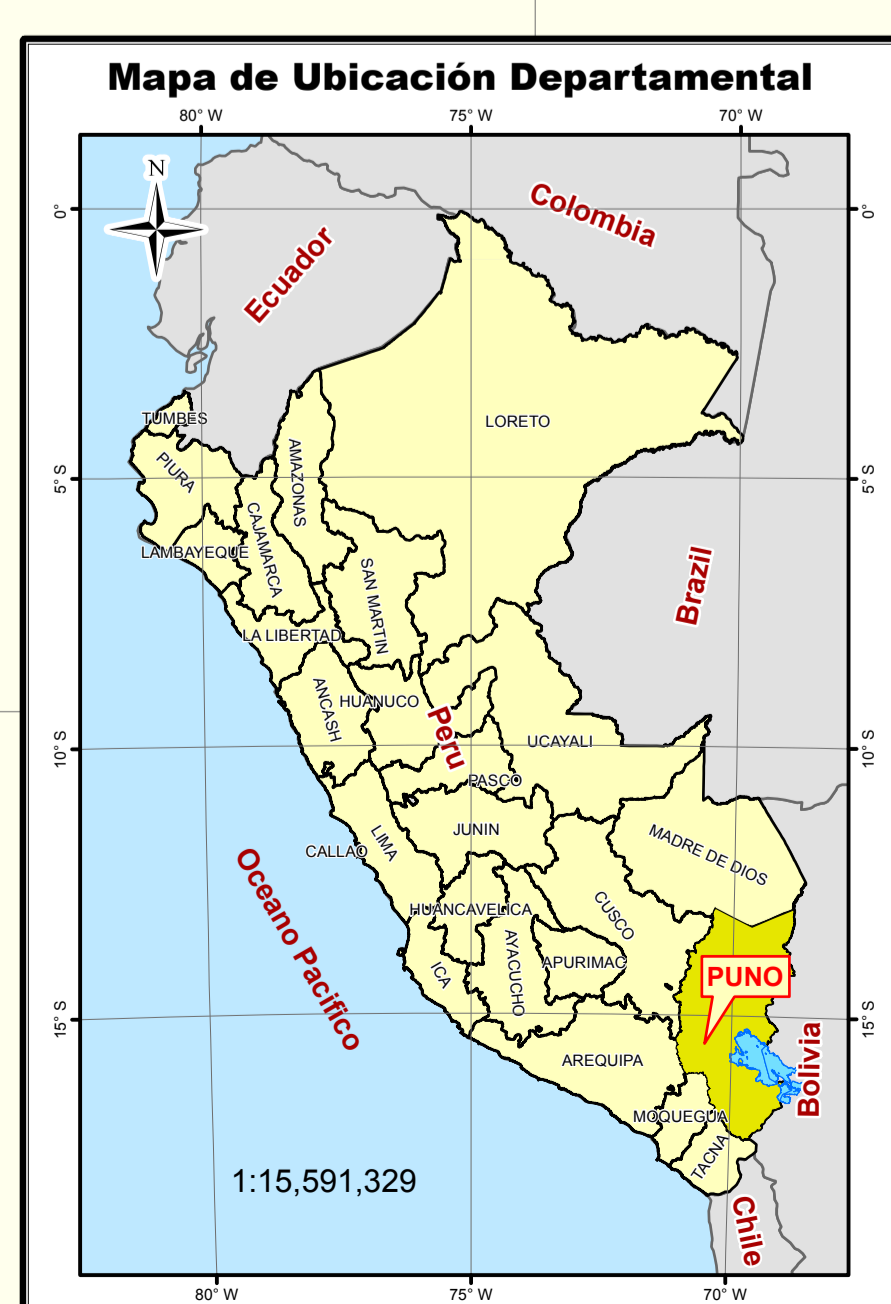 Mapa de Ubicación Departamental
80° W
75° W
70° W
N
0°
0°
Colombia
Ecuador
TUMBES
LORETO
PIURA
AMAZONAS
5° S
5° S
CAJAMARCA
LAMBAYEQUE
SAN MARTIN
Brazil
LA LIBERTAD
ANCASH
HUANUCO
Peru
UCAYALI
10° S
10° S
PASCO
JUNIN
LIMA
CALLAO
MADRE DE DIOS
Oceano Pacifico
HUANCAVELICA
CUSCO
AYACUCHO
APURIMAC
ICA
PUNO
15° S
15° S
AREQUIPA
Bolivia
MOQUEGUA
TACNA
1:15,591,329
Chile
80° W
75° W
70° W